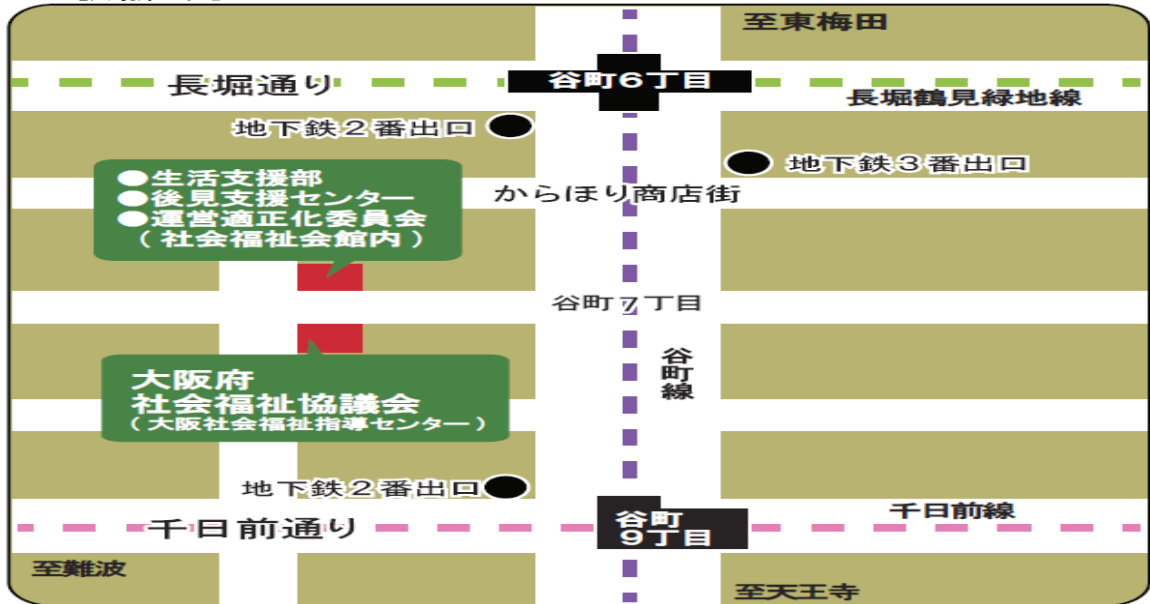 至東梅田
谷町6丁目
長堀通り
長堀鶴見緑地線
地下鉄2番出口
地下鉄3番出口
●生活支援部
●後見支援センター
●運営適正化委員会
(社会福祉会館内)
からほり商店街
谷町7丁目
谷町線
大阪府
社会福祉協議会
(大阪社会福祉指導センター)
地下鉄2番出口
千日前線
谷町
9丁目
千日前通り
至難波
至天王寺